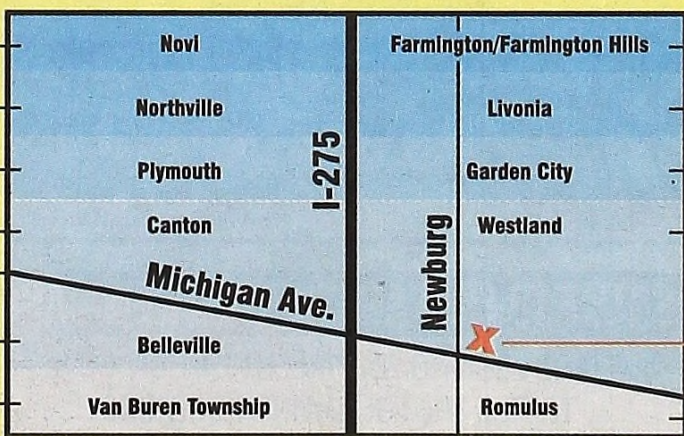 Novi
Farmington/Farmington Hills
Northville
Livonia
I-275
Plymouth
Garden City
Canton
Westland
Newburg
Michigan Ave.
X
Belleville
Van Buren Township
Romulus